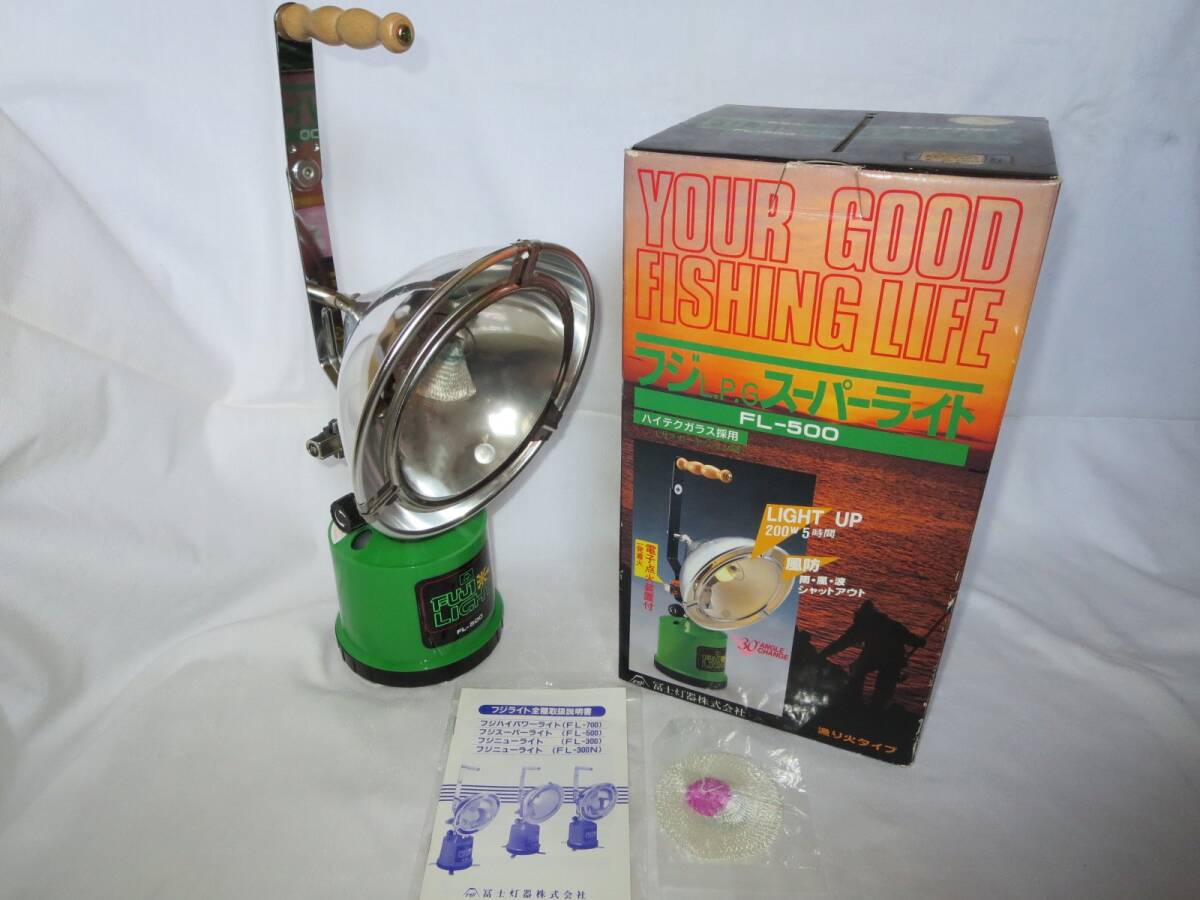 YOUR GOOD
FISHING LIFE
フジL.P.Gスーパーライト
FL-500
ハイテクガラス採用
LIGHT UP
200W 5時間
風防
雨・風・波
シャットアウト
電子点火装置付
一発着火
30° ANGLE
CHANGE
冨士灯器株式会社
漁り火タイプ
FUJI
LIGHT
FL-500
フジライト全種取扱説明書
フジハイパワーライト(FL-700)
フジスーパーライト (FL-500)
フジニューライト (FL-300)
フジニューライト (FL-300N)
冨士灯器株式会社